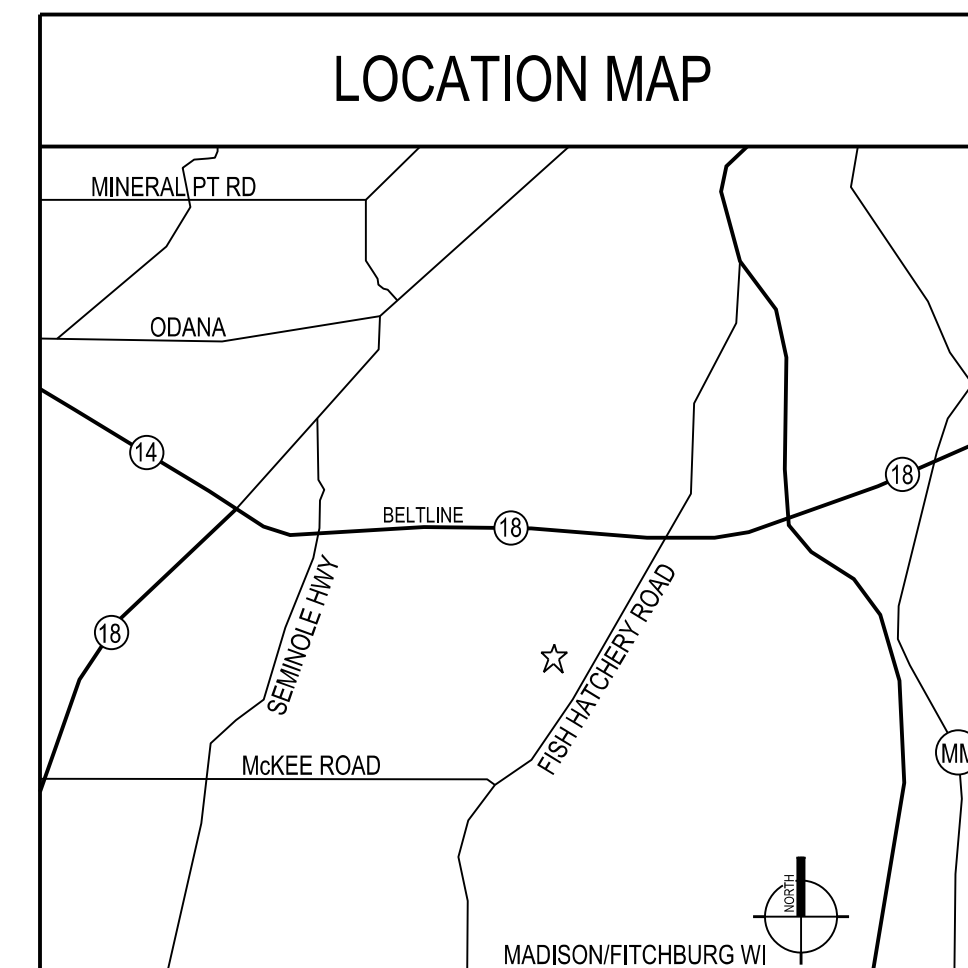 LOCATION MAP
MINERAL PT RD
ODANA
14
18
BELTLINE
18
18
SEMINOLE HWY
FISH HATCHERY ROAD
McKEE ROAD
MM
NORTH
MADISON/FITCHBURG WI